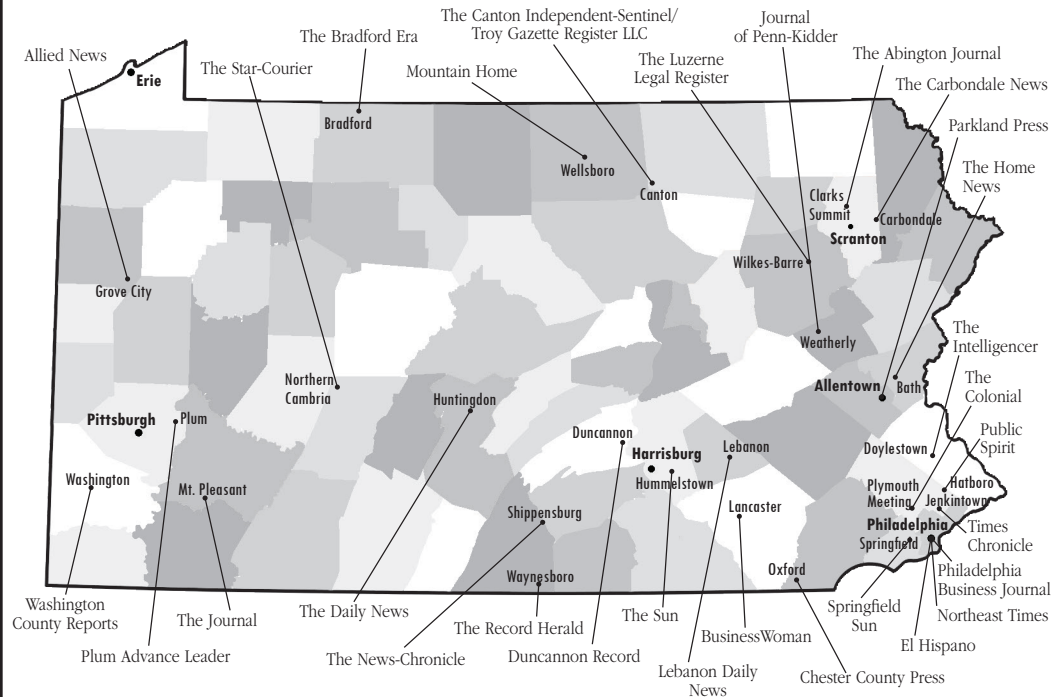 The Canton Independent-Sentinel/
Troy Gazette Register LLC
Journal
of Penn-Kidder
The Bradford Era
Allied News
The Star-Courier
Mountain Home
The Luzerne
Legal Register
The Abington Journal
The Carbondale News
Parkland Press
The Home
News
Erie
Bradford
Wellsboro
Canton
Clarks
Summit
Carbondale
Scranton
Wilkes-Barre
Grove City
Weatherly
The
Intelligencer
Northern
Cambria
Huntingdon
Allentown
Bath
The
Colonial
Pittsburgh
Plum
Duncannon
Harrisburg
Lebanon
Doylestown
Public
Spirit
Washington
Mt. Pleasant
Hummelstown
Plymouth
Meeting
Hatboro
Jenkintown
Shippensburg
Lancaster
Philadelphia
Springfield
Times
Chronicle
Waynesboro
Oxford
Philadelphia
Business Journal
Washington
County Reports
The Journal
The Daily News
The Record Herald
The Sun
BusinessWoman
Springfield
Sun
Northeast Times
El Hispano
Plum Advance Leader
The News-Chronicle
Duncannon Record
Lebanon Daily
News
Chester County Press